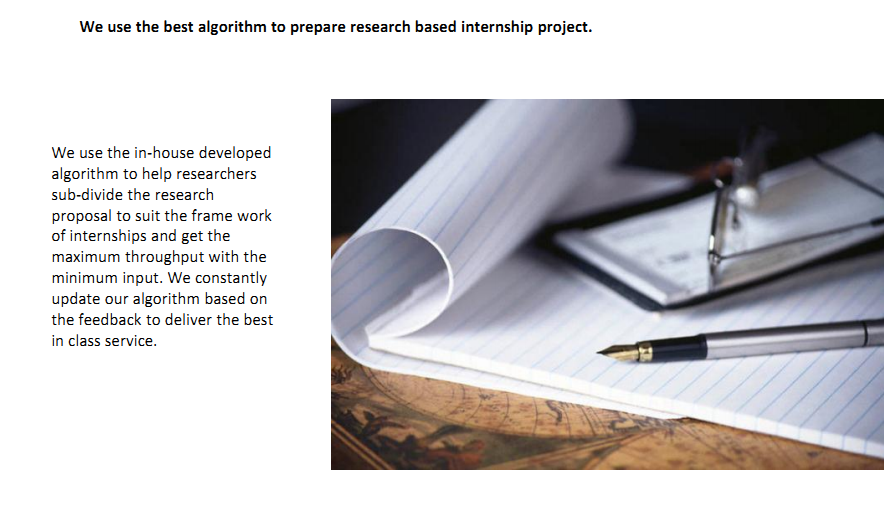 We use the best algorithm to prepare research based internship project.
We use the in-house developed
algorithm to help researchers
sub-divide the research
proposal to suit the frame work
of internships and get the
maximum throughput with the
minimum input. We constantly
update our algorithm based on
the feedback to deliver the best
in class service.